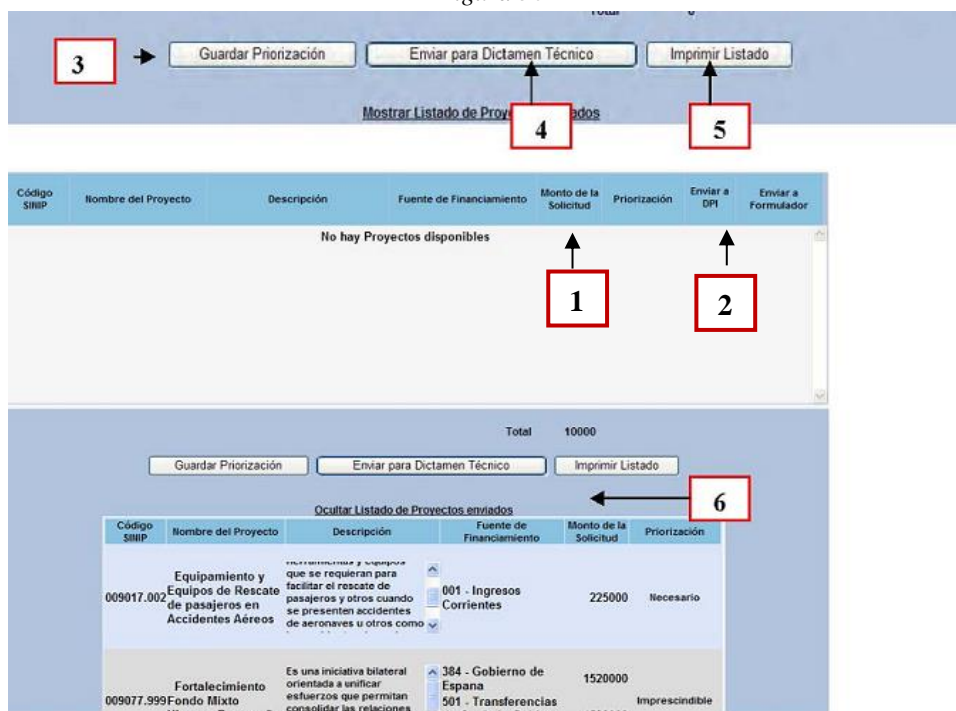 Total
3
Guardar Priorización
Enviar para Dictamen Técnico
Imprimir Listado
Mostrar Listado de
4
5
Código SINIP
Nombre del Proyecto
Descripción
Fuente de Financiamiento
Monto de la Solicitud
Priorización
Enviar a DPI
Enviar a Formulador
No hay Proyectos disponibles
1
2
Total 10000
Guardar Priorización
Enviar para Dictamen Técnico
Imprimir Listado
6
Ocultar Listado de Proyectos enviados
Código SINIP
Nombre del Proyecto
Descripción
Fuente de Financiamiento
Monto de la Solicitud
Priorización
009017.002
Equipamiento y
Equipos de Rescate
de pasajeros en
Accidentes Aéreos
herramientas y equipos
que se requieran para
facilitar el rescate de
pasajeros y otros cuando
se presenten accidentes
de aeronaves u otros como
001 - Ingresos
Corrientes
225000
Necesario
009077.999
Fortalecimiento
Fondo Mixto
Es una iniciativa bilateral
orientada a unificar
esfuerzos que permitan
consolidar las relaciones
384 - Gobierno de
Espana
501 - Transferencias
1520000
Imprescindible